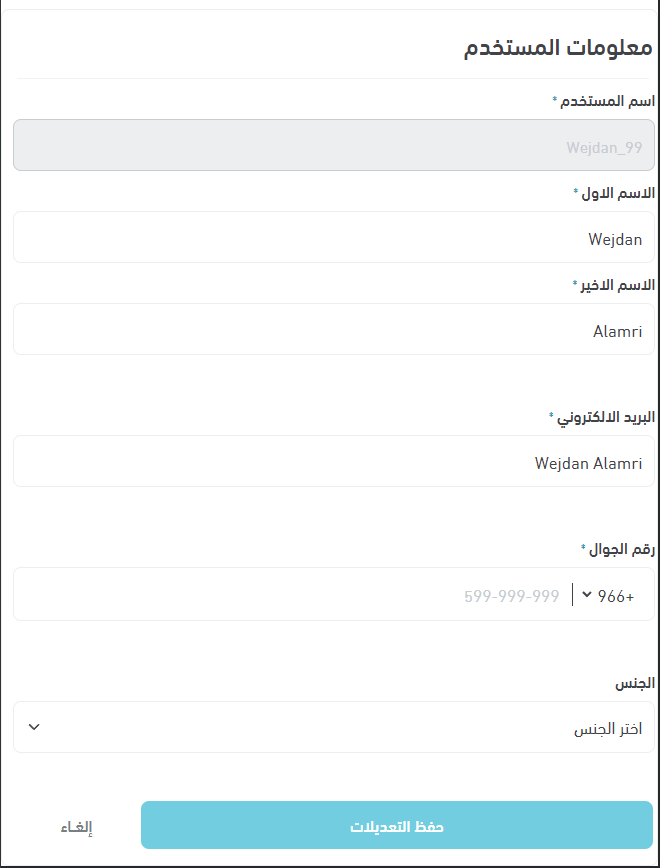 معلومات المستخدم
اسم المستخدم *
Wejdan_99
الاسم الاول *
Wejdan
الاسم الاخير *
Alamri
البريد الالكتروني *
Wejdan Alamri
رقم الجوال *
+966 599-999-999
الجنس
اختر الجنس
حفظ التعديلات
إلغاء